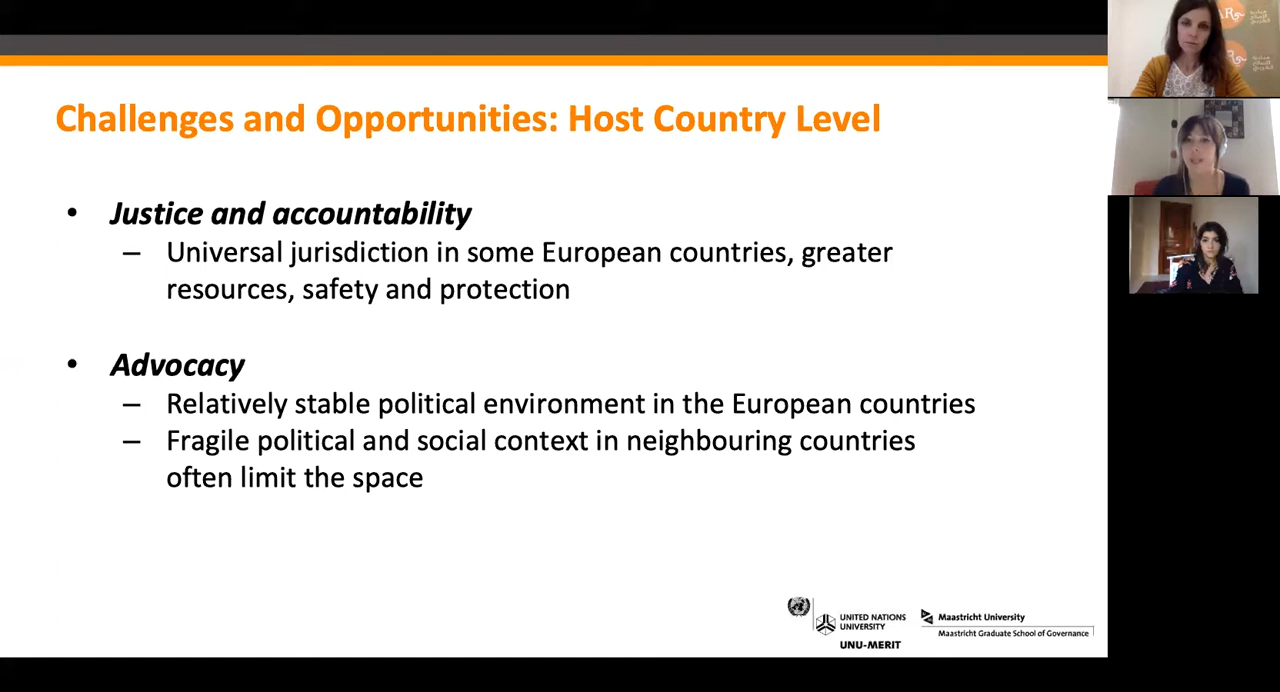 Challenges and Opportunities: Host Country Level
• Justice and accountability
– Universal jurisdiction in some European countries, greater
resources, safety and protection
• Advocacy
– Relatively stable political environment in the European countries
– Fragile political and social context in neighbouring countries
often limit the space
UNITED NATIONS
UNIVERSITY
UNU-MERIT
Maastricht University
Maastricht Graduate School of Governance